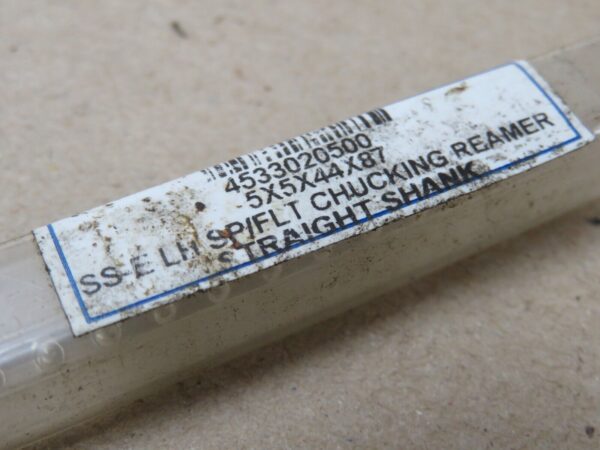 4533020500
5X5X44X87
SS-E LH SP/FLT CHUCKING REAMER
STRAIGHT SHANK